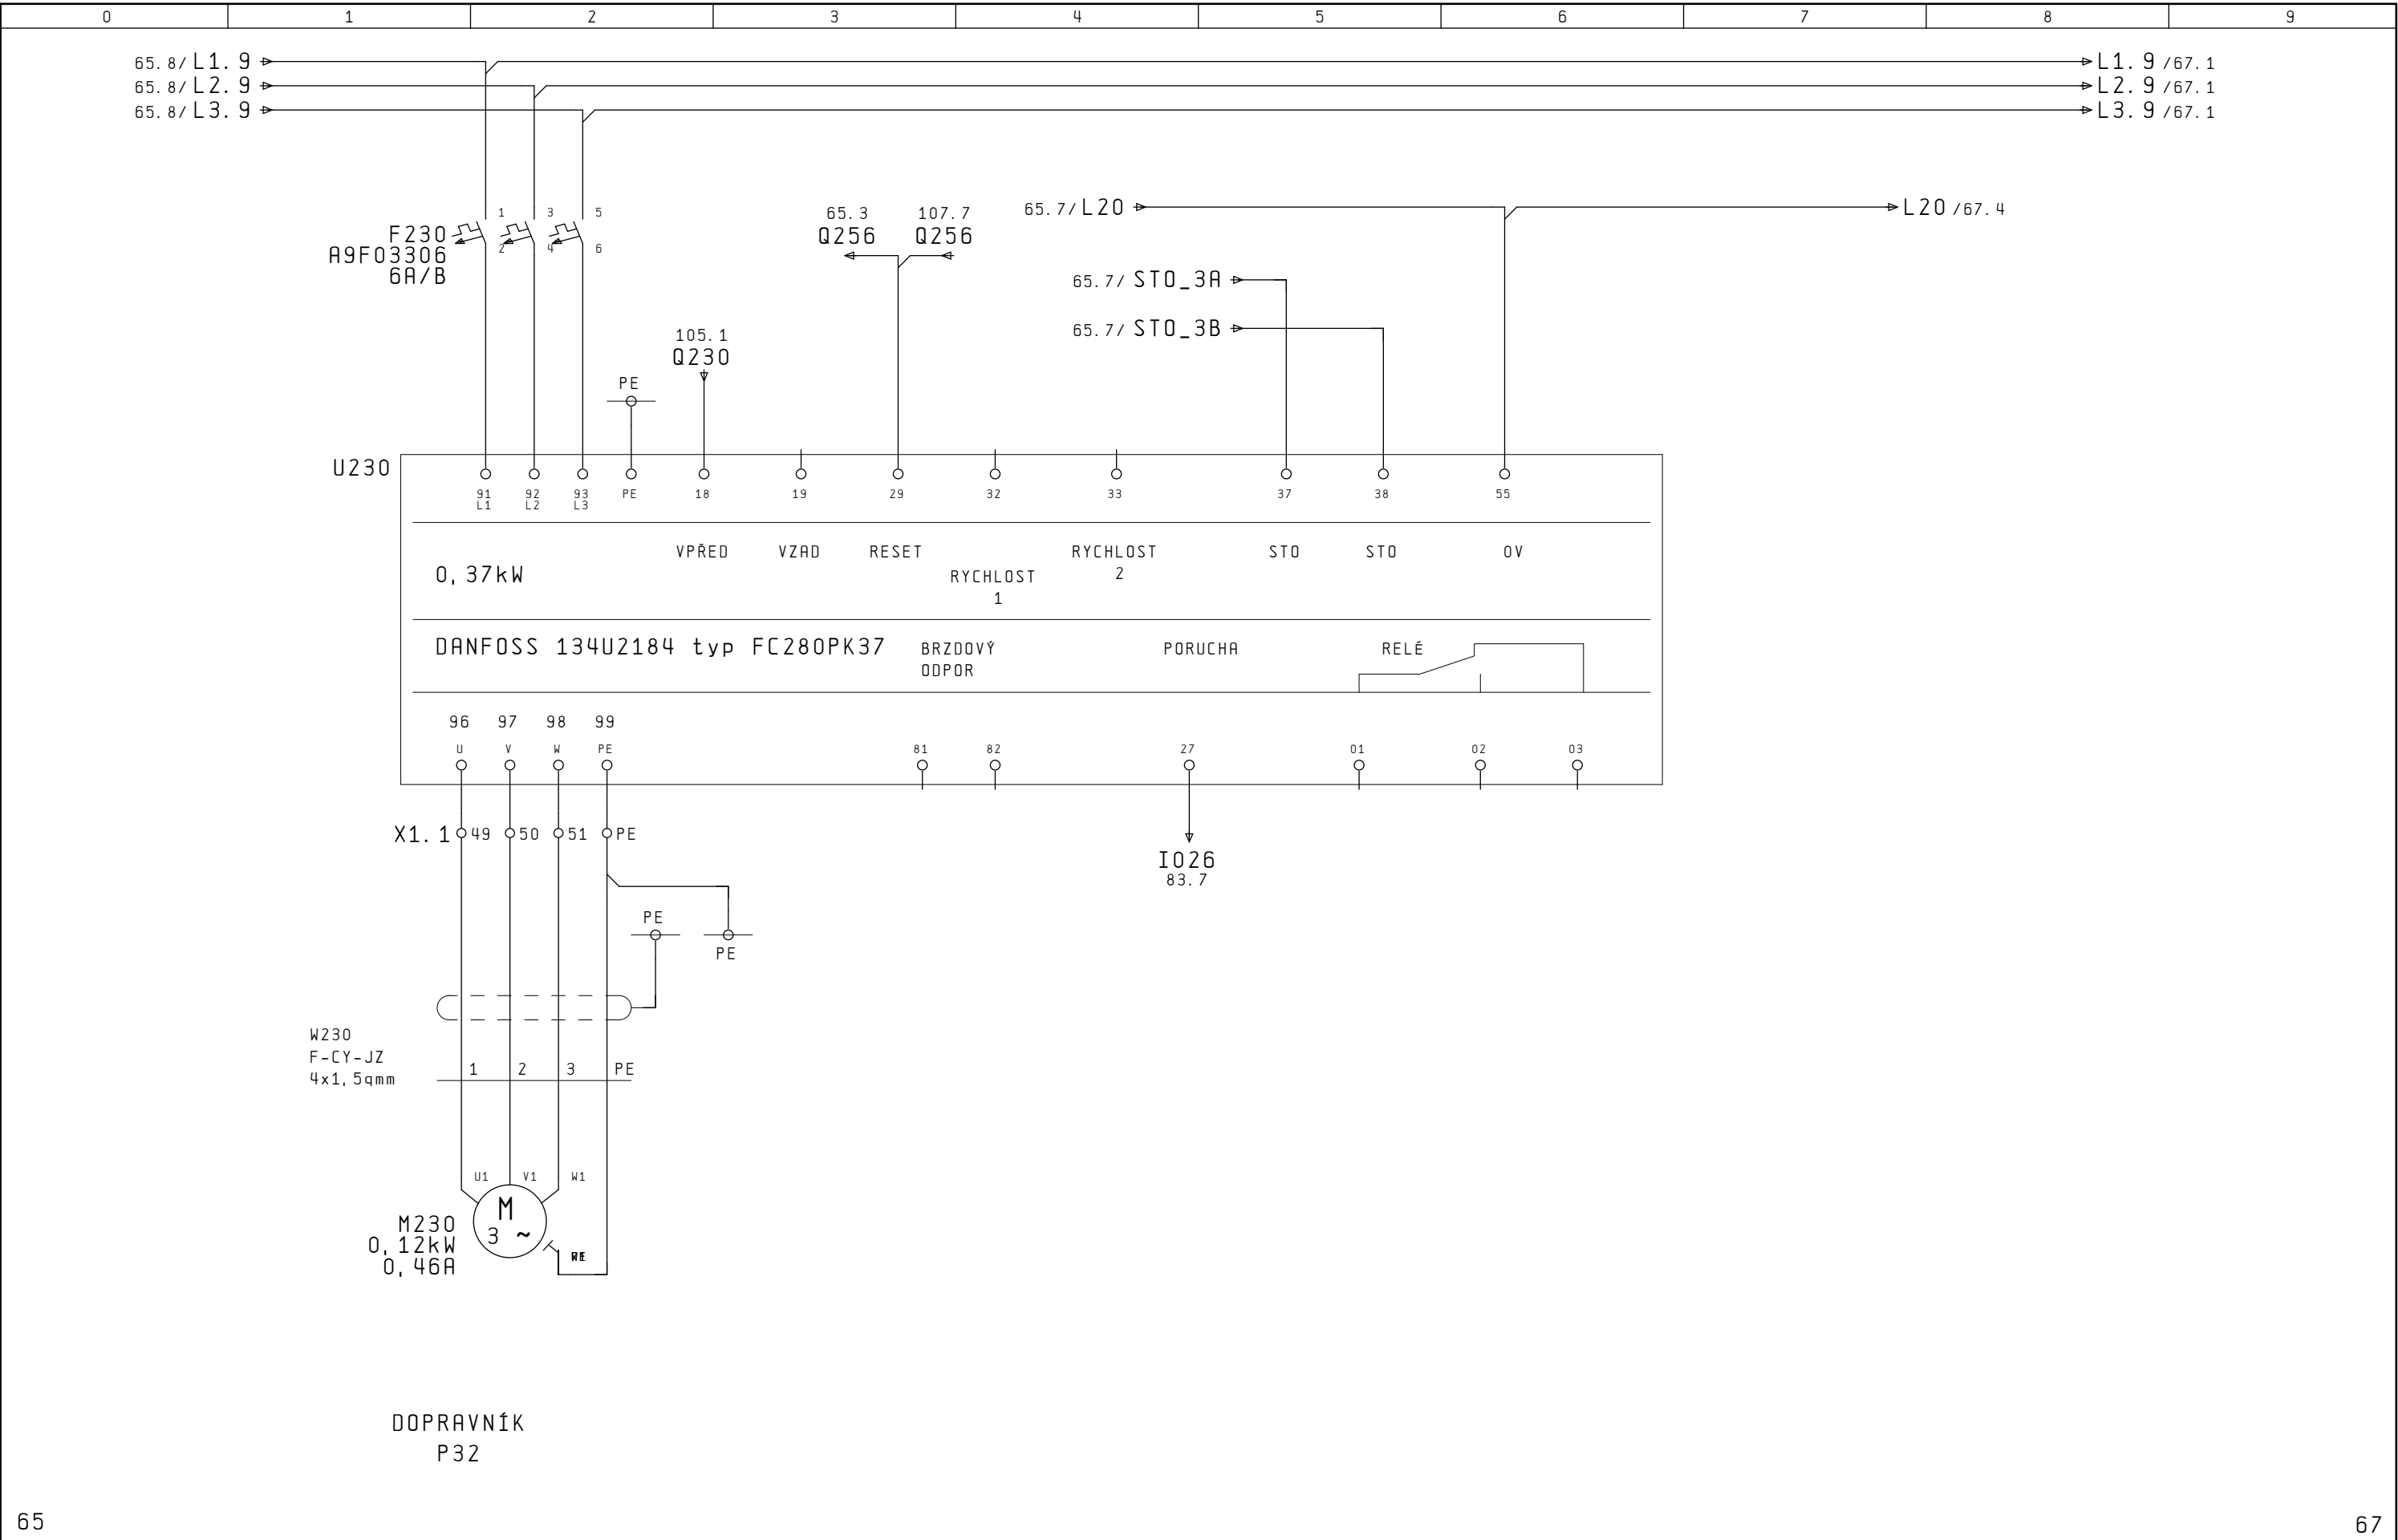 0 1 2 3 4 5 6 7 8 9
65.8/L1.9 L1.9/67.1
65.8/L2.9 L2.9/67.1
65.8/L3.9 L3.9/67.1
F230
A9F03306
6A/B
1 3 5
2 4 6
65.3 107.7
Q256 Q256
65.7/L20 L20/67.4
65.7/ STO_3A
65.7/ STO_3B
105.1
Q230
PE
U230
91 92 93 PE 18 19 29 32 33 37 38 55
L1 L2 L3
VPŘED VZAD RESET RYCHLOST STO STO 0V
2
0,37kW
RYCHLOST
1
DANFOSS 134U2184 typ FC280PK37
BRZDOVÝ
ODPOR
PORUCHA
RELÉ
96 97 98 99
U V W PE 81 82 27 01 02 03
X1.1 49 50 51 PE
I026
83.7
PE
PE
W230
F-CY-JZ
4x1,5qmm
1 2 3 PE
U1 V1 W1
M
3 ~
M230
0,12kW
0,46A
DOPRAVNÍK
P32
65 67